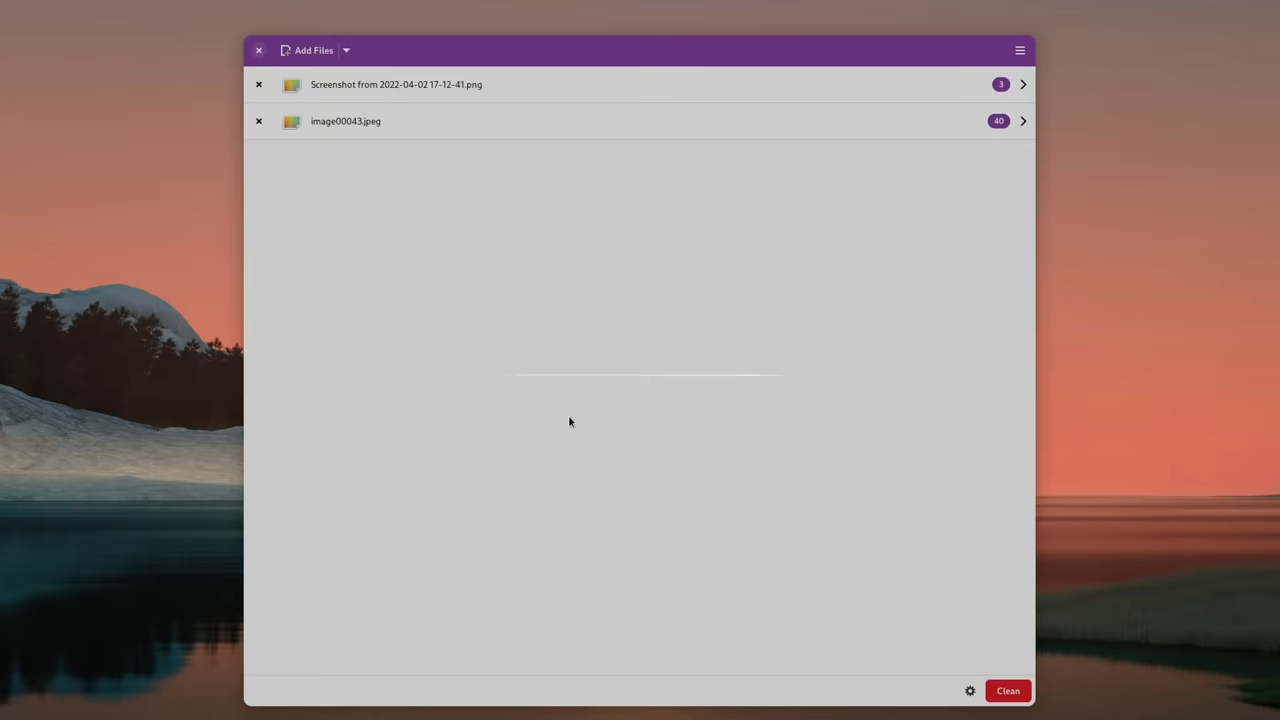 Add Files
Screenshot from 2022-04-02 17-12-41.png
3
image00043.jpeg
40
Clean